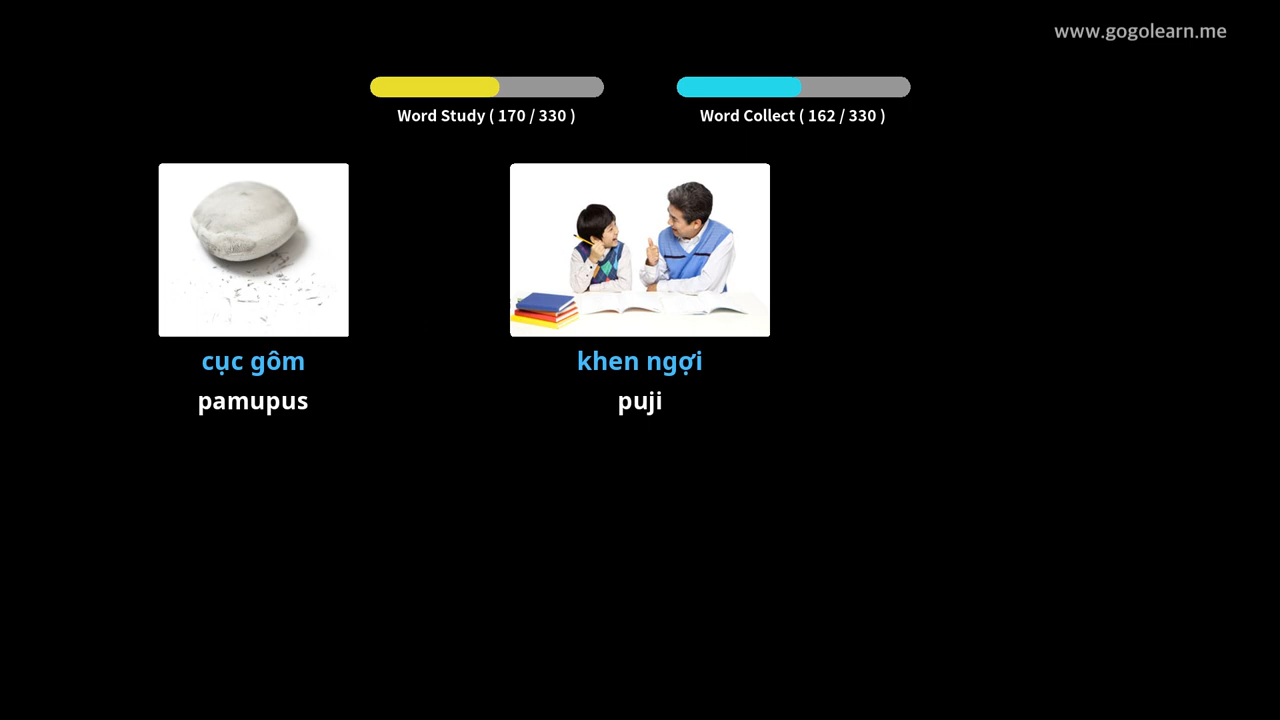 www.gogolearn.me
Word Study ( 170 / 330 )
Word Collect ( 162 / 330 )
cục gôm
pamupus
khen ngợi
puji